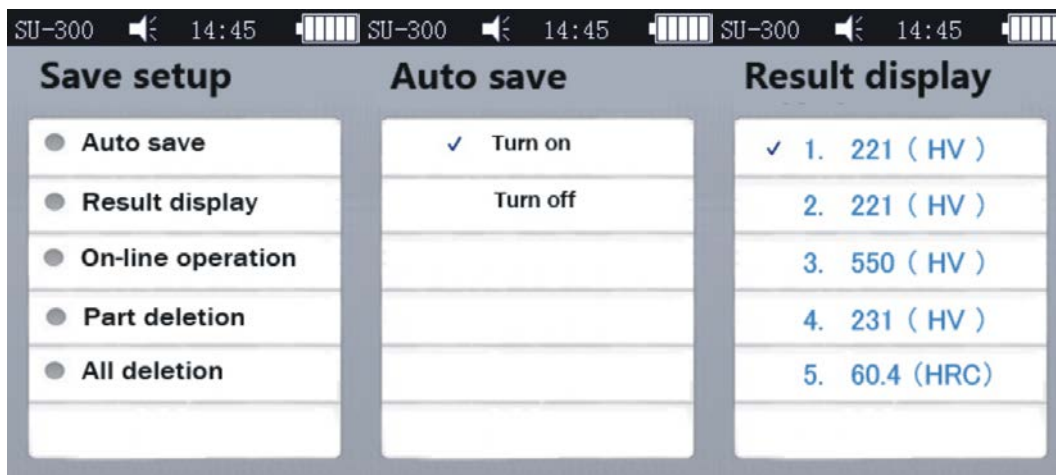 SU-300 14:45
Save setup
Auto save
Result display
On-line operation
Part deletion
All deletion
SU-300 14:45
Auto save
✓ Turn on
Turn off
SU-300 14:45
Result display
✓ 1. 221 ( HV )
2. 221 ( HV )
3. 550 ( HV )
4. 231 ( HV )
5. 60.4 (HRC)